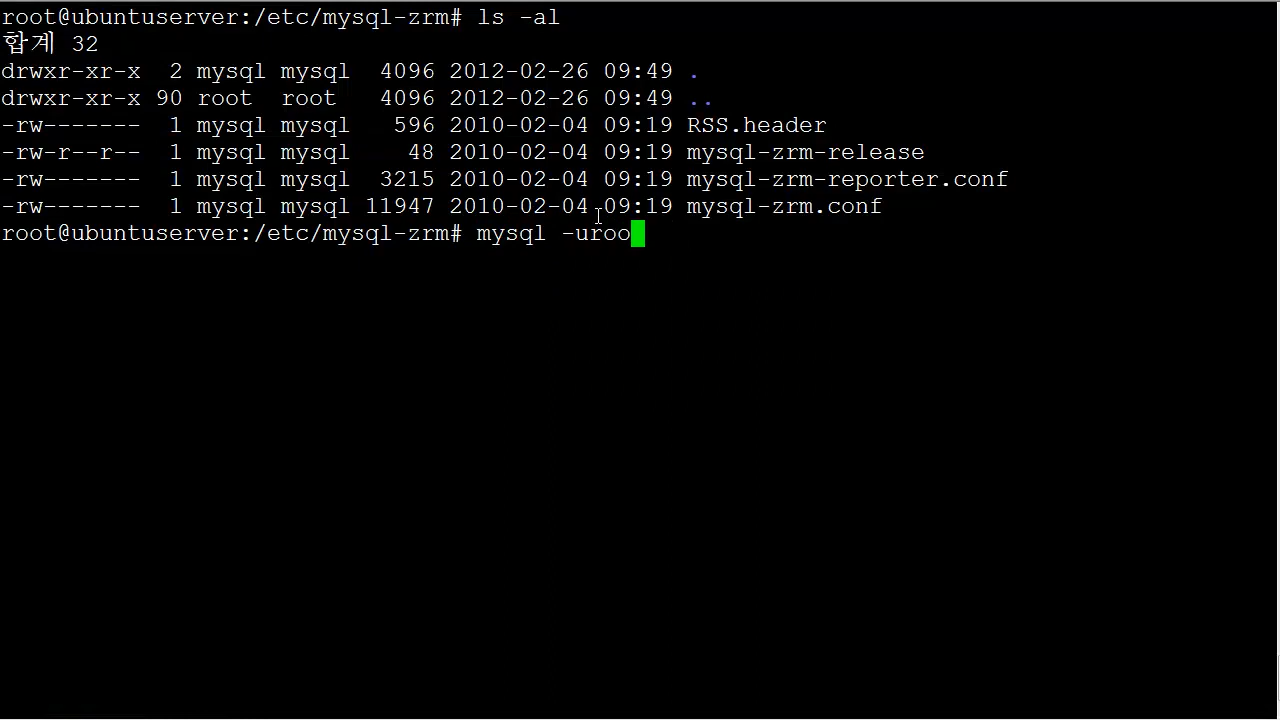 root@ubuntuserver:/etc/mysql-zrm# ls -al
합계 32
drwxr-xr-x  2 mysql mysql  4096 2012-02-26 09:49 .
drwxr-xr-x 90 root  root   4096 2012-02-26 09:49 ..
-rw-------  1 mysql mysql   596 2010-02-04 09:19 RSS.header
-rw-r--r--  1 mysql mysql    48 2010-02-04 09:19 mysql-zrm-release
-rw-------  1 mysql mysql  3215 2010-02-04 09:19 mysql-zrm-reporter.conf
-rw-------  1 mysql mysql 11947 2010-02-04 09:19 mysql-zrm.conf
root@ubuntuserver:/etc/mysql-zrm# mysql -uroo